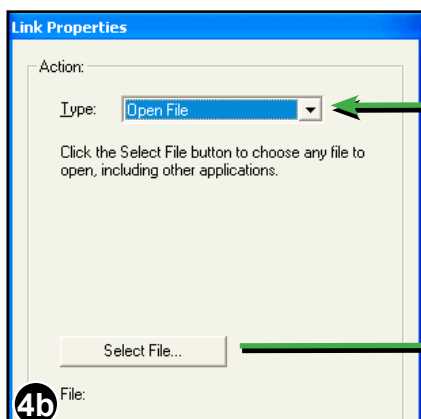 Link Properties
Action:
Type: Open File
Click the Select File button to choose any file to
open, including other applications.
Select File...
File:
4b